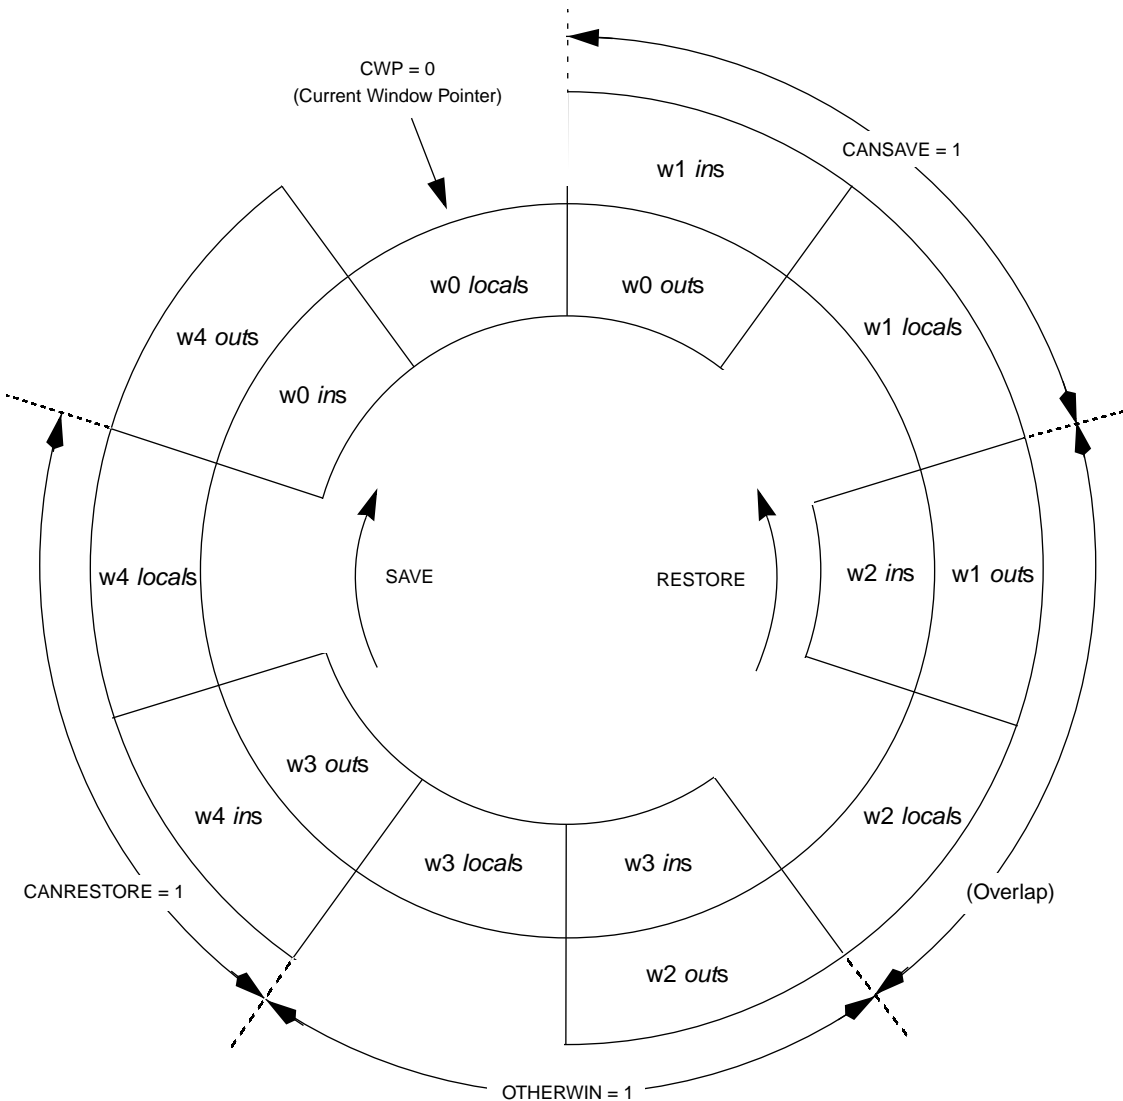 CWP = 0
(Current Window Pointer)
CANSAVE = 1
w1 ins
w0 locals
w0 outs
w1 locals
w4 outs
w0 ins
w4 locals
SAVE
RESTORE
w2 ins
w1 outs
w3 outs
w4 ins
w2 locals
w3 locals
w3 ins
CANRESTORE = 1
(Overlap)
w2 outs
OTHERWIN = 1